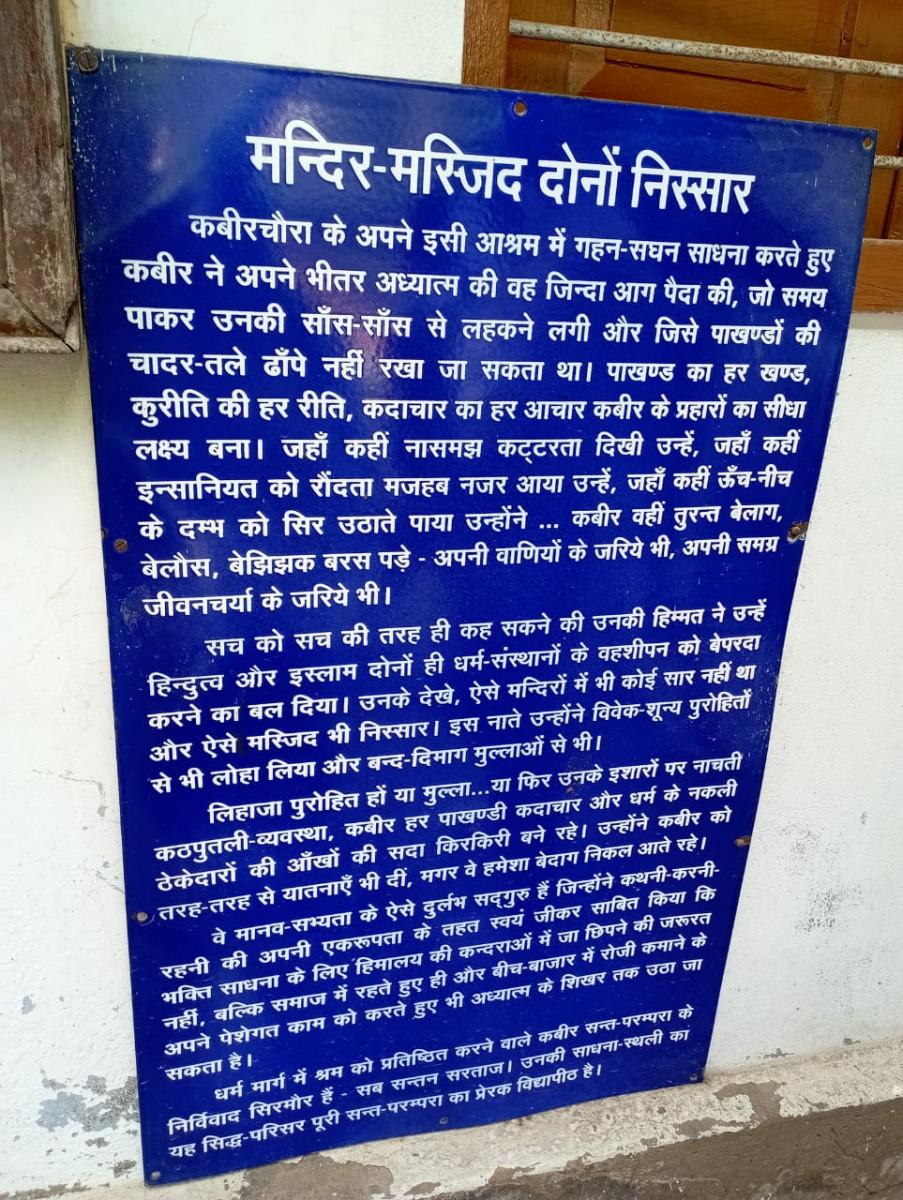 मन्दिर-मस्जिद दोनों निस्सार
कबीरचौरा के अपने इसी आश्रम में गहन-सघन साधना करते हुए
कबीर ने अपने भीतर अध्यात्म की वह जिन्दा आग पैदा की, जो समय
पाकर उनकी साँस-साँस से लहकने लगी और जिसे पाखण्डों की
चादर-तले ढाँपे नहीं रखा जा सकता था। पाखण्ड का हर खण्ड,
कुरीति की हर रीति, कदाचार का हर आचार कबीर के प्रहारों का सीधा
लक्ष्य बना। जहाँ कहीं नासमझ कट्टरता दिखी उन्हें, जहाँ कहीं
इन्सानियत को रौंदता मजहब नजर आया उन्हें, जहाँ कहीं ऊँच-नीच
के दम्भ को सिर उठाते पाया उन्होंने ... कबीर वहीं तुरन्त बेलाग,
बेलौस, बेझिझक बरस पड़े - अपनी वाणियों के जरिये भी, अपनी समग्र
जीवनचर्या के जरिये भी।
सच को सच की तरह ही कह सकने की उनकी हिम्मत ने उन्हें
हिन्दुत्व और इस्लाम दोनों ही धर्म-संस्थानों के वहशीपन को बेपरदा
करने का बल दिया। उनके देखे, ऐसे मन्दिरों में भी कोई सार नहीं था
और ऐसे मस्जिद भी निस्सार। इस नाते उन्होंने विवेक-शून्य पुरोहितों
से भी लोहा लिया और बन्द-दिमाग मुल्लाओं से भी।
लिहाजा पुरोहित हों या मुल्ला...या फिर उनके इशारों पर नाचती
कठपुतली-व्यवस्था, कबीर हर पाखण्डी कदाचार और धर्म के नकली
ठेकेदारों की आँखों की सदा किरकिरी बने रहे। उन्होंने कबीर को
तरह-तरह से यातनाएँ भी दीं, मगर वे हमेशा बेदाग निकल आते रहे।
वे मानव-सभ्यता के ऐसे दुर्लभ सद्‌गुरु हैं जिन्होंने कथनी-करनी-
रहनी की अपनी एकरूपता के तहत स्वयं जीकर साबित किया कि
भक्ति साधना के लिए हिमालय की कन्दराओं में जा छिपने की जरूरत
नहीं, बल्कि समाज में रहते हुए ही और बीच-बाजार में रोजी कमाने के
अपने पेशेगत काम को करते हुए भी अध्यात्म के शिखर तक उठा जा
सकता है।
धर्म मार्ग में श्रम को प्रतिष्ठित करने वाले कबीर सन्त-परम्परा के
निर्विवाद सिरमौर हैं - सब सन्तन सरताज। उनकी साधना-स्थली का
यह सिद्ध-परिसर पूरी सन्त-परम्परा का प्रेरक विद्यापीठ है।